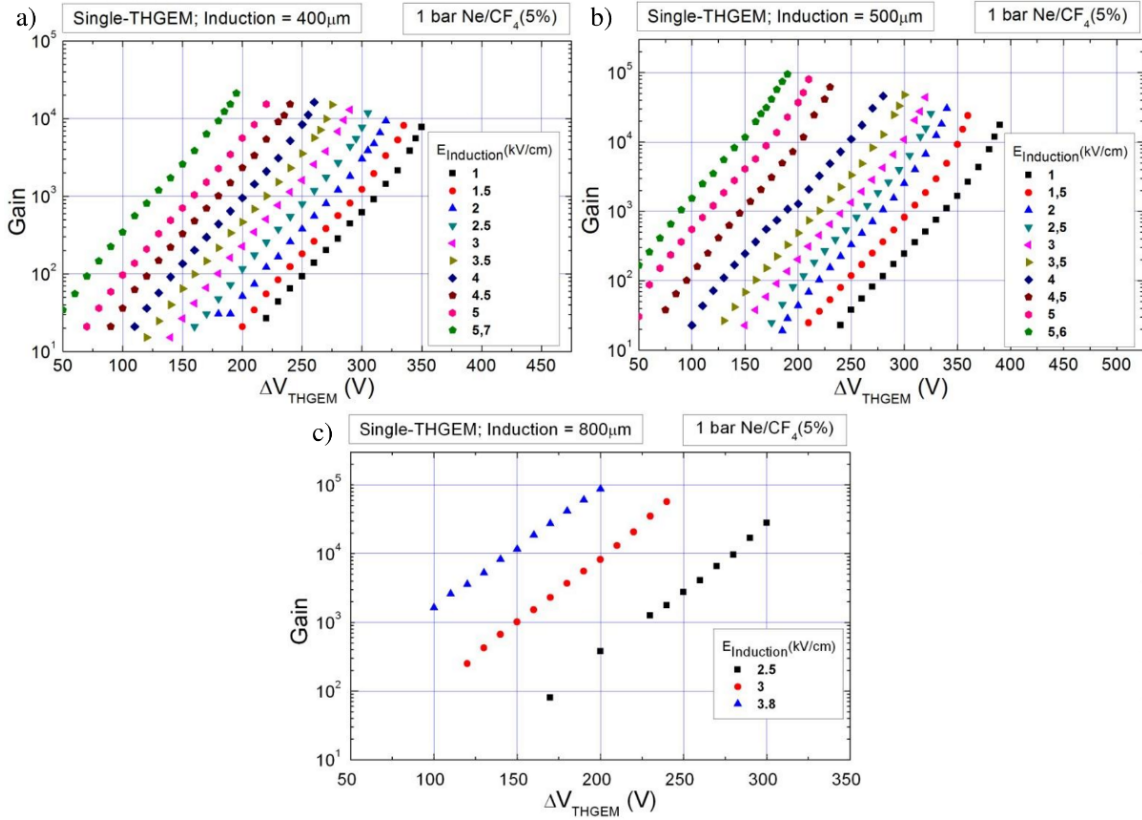 a)
Single-THGEM; Induction = 400μm
1 bar Ne/CF4(5%)
10^5
10^4
10^3
10^2
10^1
Gain
50 100 150 200 250 300 350 400 450
ΔV_THGEM (V)
E_Induction(kV/cm)
1
1.5
2
2.5
3
3.5
4
4.5
5
5,7
b)
Single-THGEM; Induction = 500μm
1 bar Ne/CF4(5%)
10^5
10^4
10^3
10^2
10^1
Gain
50 100 150 200 250 300 350 400 450 500
ΔV_THGEM (V)
E_Induction(kV/cm)
1
1,5
2
2,5
3
3,5
4
4,5
5
5,6
c)
Single-THGEM; Induction = 800μm
1 bar Ne/CF4(5%)
10^5
10^4
10^3
10^2
10^1
Gain
50 100 150 200 250 300 350
ΔV_THGEM (V)
E_Induction(kV/cm)
2.5
3
3.8